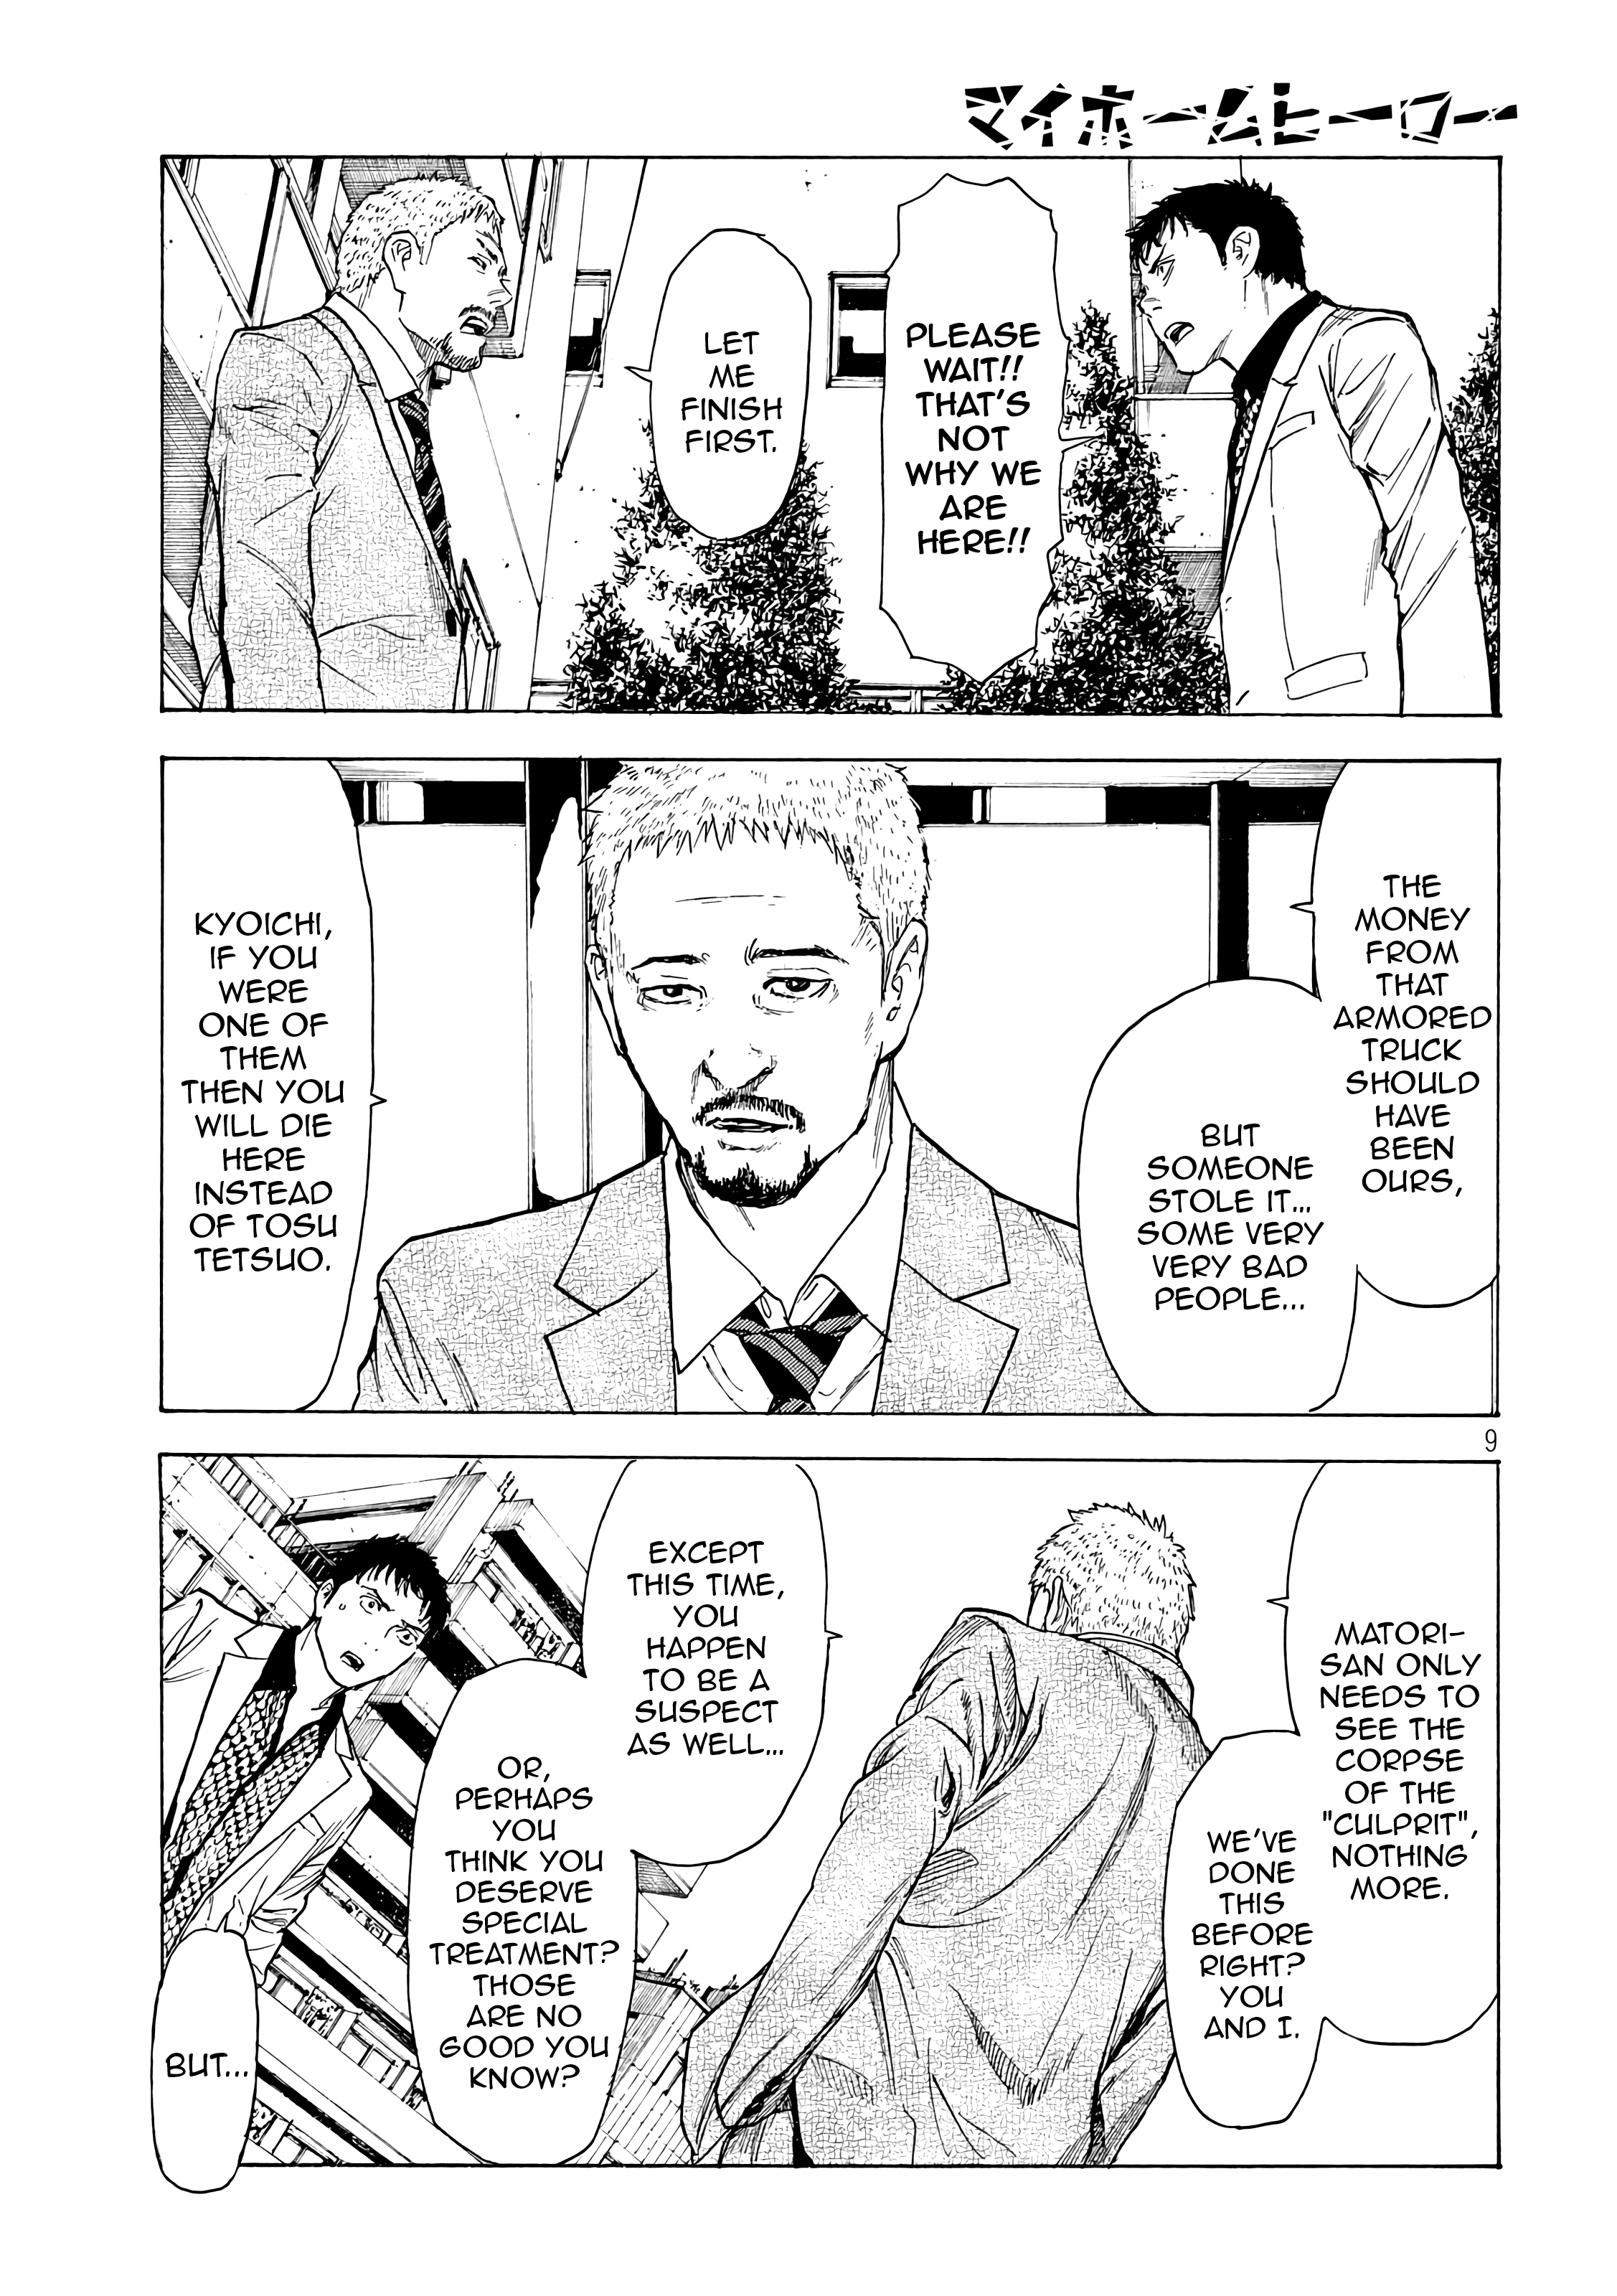 マイホームヒーロー
PLEASE
WAIT!!
THAT'S
NOT
WHY WE
ARE
HERE!!
LET
ME
FINISH
FIRST.
THE
MONEY
FROM
THAT
ARMORED
TRUCK
SHOULD
HAVE
BEEN
OURS,
BUT
SOMEONE
STOLE IT...
SOME VERY
VERY BAD
PEOPLE...
KYOICHI,
IF YOU
WERE
ONE OF
THEM
THEN YOU
WILL DIE
HERE
INSTEAD
OF TOSU
TETSUO.
9
MATORI-
SAN ONLY
NEEDS TO
SEE THE
CORPSE
OF THE
"CULPRIT",
NOTHING
MORE.
WE'VE
DONE
THIS
BEFORE
RIGHT?
YOU
AND I.
EXCEPT
THIS TIME,
YOU
HAPPEN
TO BE A
SUSPECT
AS WELL...
OR,
PERHAPS
YOU
THINK YOU
DESERVE
SPECIAL
TREATMENT?
THOSE
ARE NO
GOOD YOU
KNOW?
BUT...